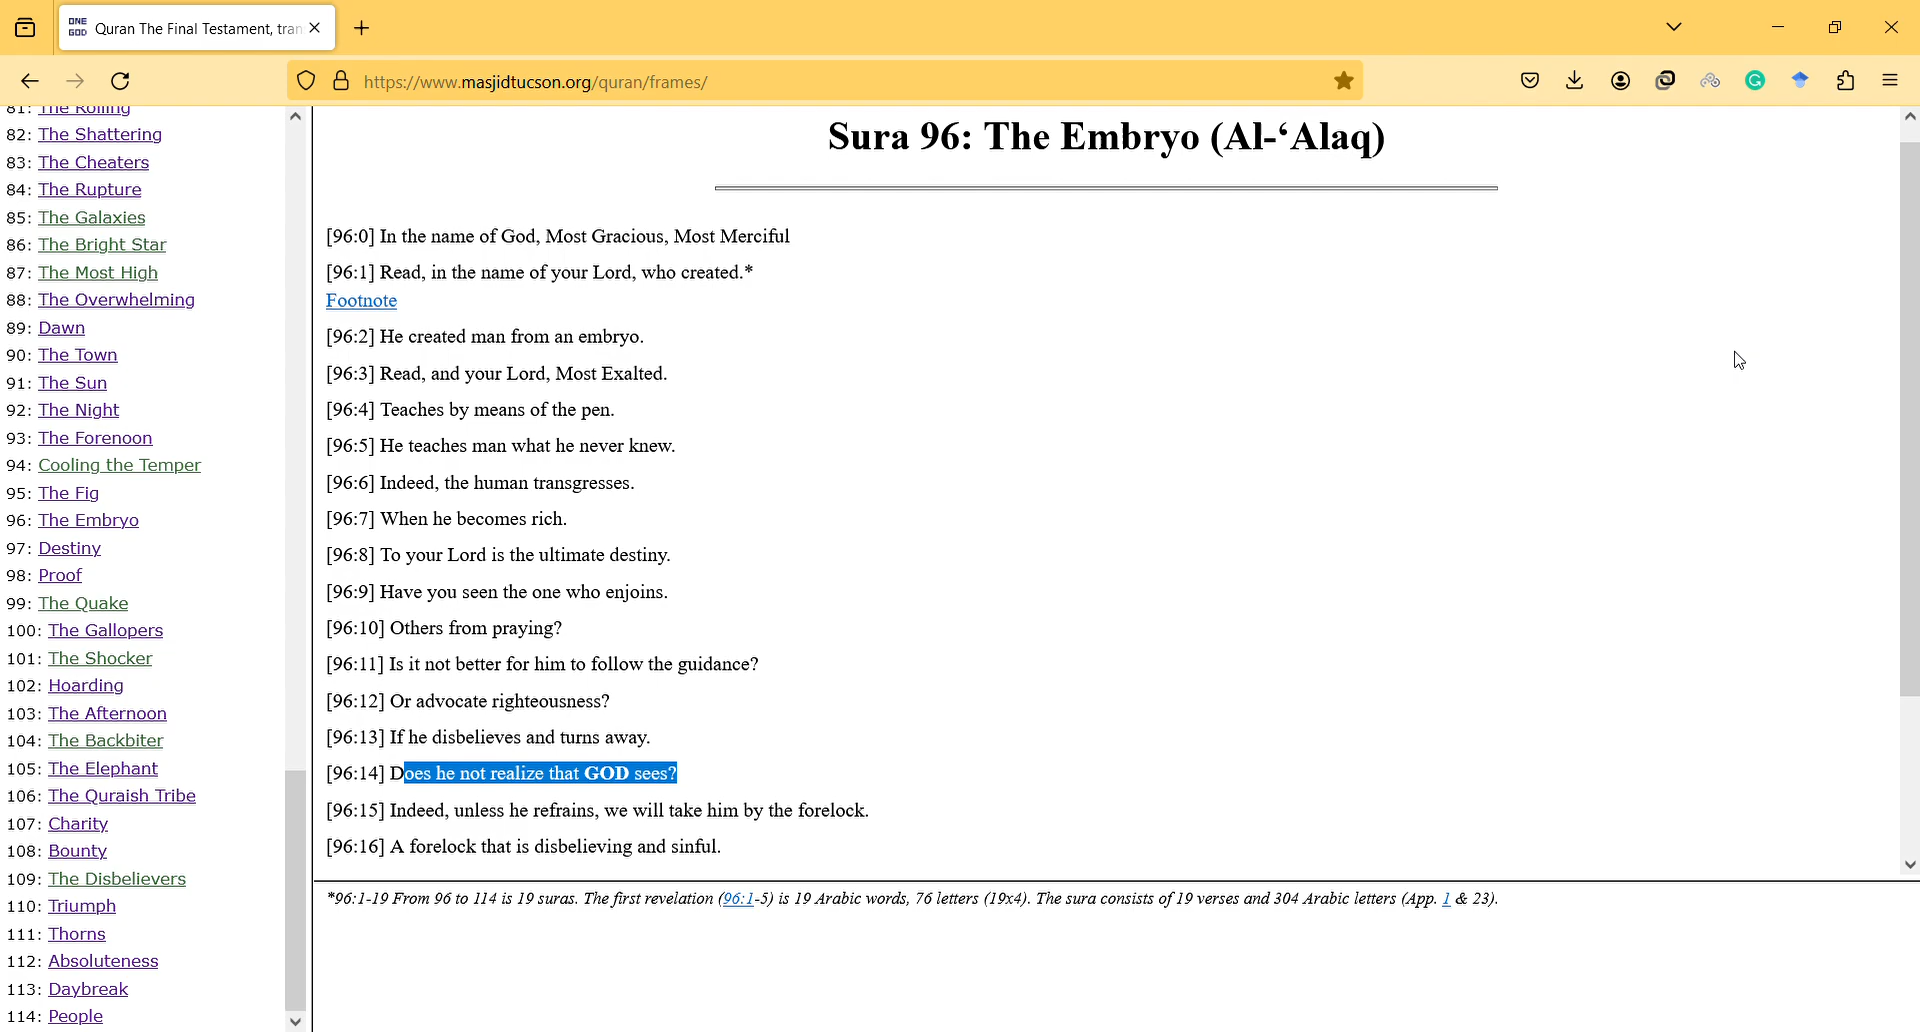 ONE
GOD
Quran The Final Testament, tran
https://www.masjidtucson.org/quran/frames/
81: The Rolling
82: The Shattering
83: The Cheaters
84: The Rupture
85: The Galaxies
86: The Bright Star
87: The Most High
88: The Overwhelming
89: Dawn
90: The Town
91: The Sun
92: The Night
93: The Forenoon
94: Cooling the Temper
95: The Fig
96: The Embryo
97: Destiny
98: Proof
99: The Quake
100: The Gallopers
101: The Shocker
102: Hoarding
103: The Afternoon
104: The Backbiter
105: The Elephant
106: The Quraish Tribe
107: Charity
108: Bounty
109: The Disbelievers
110: Triumph
111: Thorns
112: Absoluteness
113: Daybreak
114: People
Sura 96: The Embryo (Al-‘Alaq)
[96:0] In the name of God, Most Gracious, Most Merciful
[96:1] Read, in the name of your Lord, who created.*
Footnote
[96:2] He created man from an embryo.
[96:3] Read, and your Lord, Most Exalted.
[96:4] Teaches by means of the pen.
[96:5] He teaches man what he never knew.
[96:6] Indeed, the human transgresses.
[96:7] When he becomes rich.
[96:8] To your Lord is the ultimate destiny.
[96:9] Have you seen the one who enjoins.
[96:10] Others from praying?
[96:11] Is it not better for him to follow the guidance?
[96:12] Or advocate righteousness?
[96:13] If he disbelieves and turns away.
[96:14] Does he not realize that GOD sees?
[96:15] Indeed, unless he refrains, we will take him by the forelock.
[96:16] A forelock that is disbelieving and sinful.
*96:1-19 From 96 to 114 is 19 suras. The first revelation (96:1-5) is 19 Arabic words, 76 letters (19x4). The sura consists of 19 verses and 304 Arabic letters (App. 1 & 23).